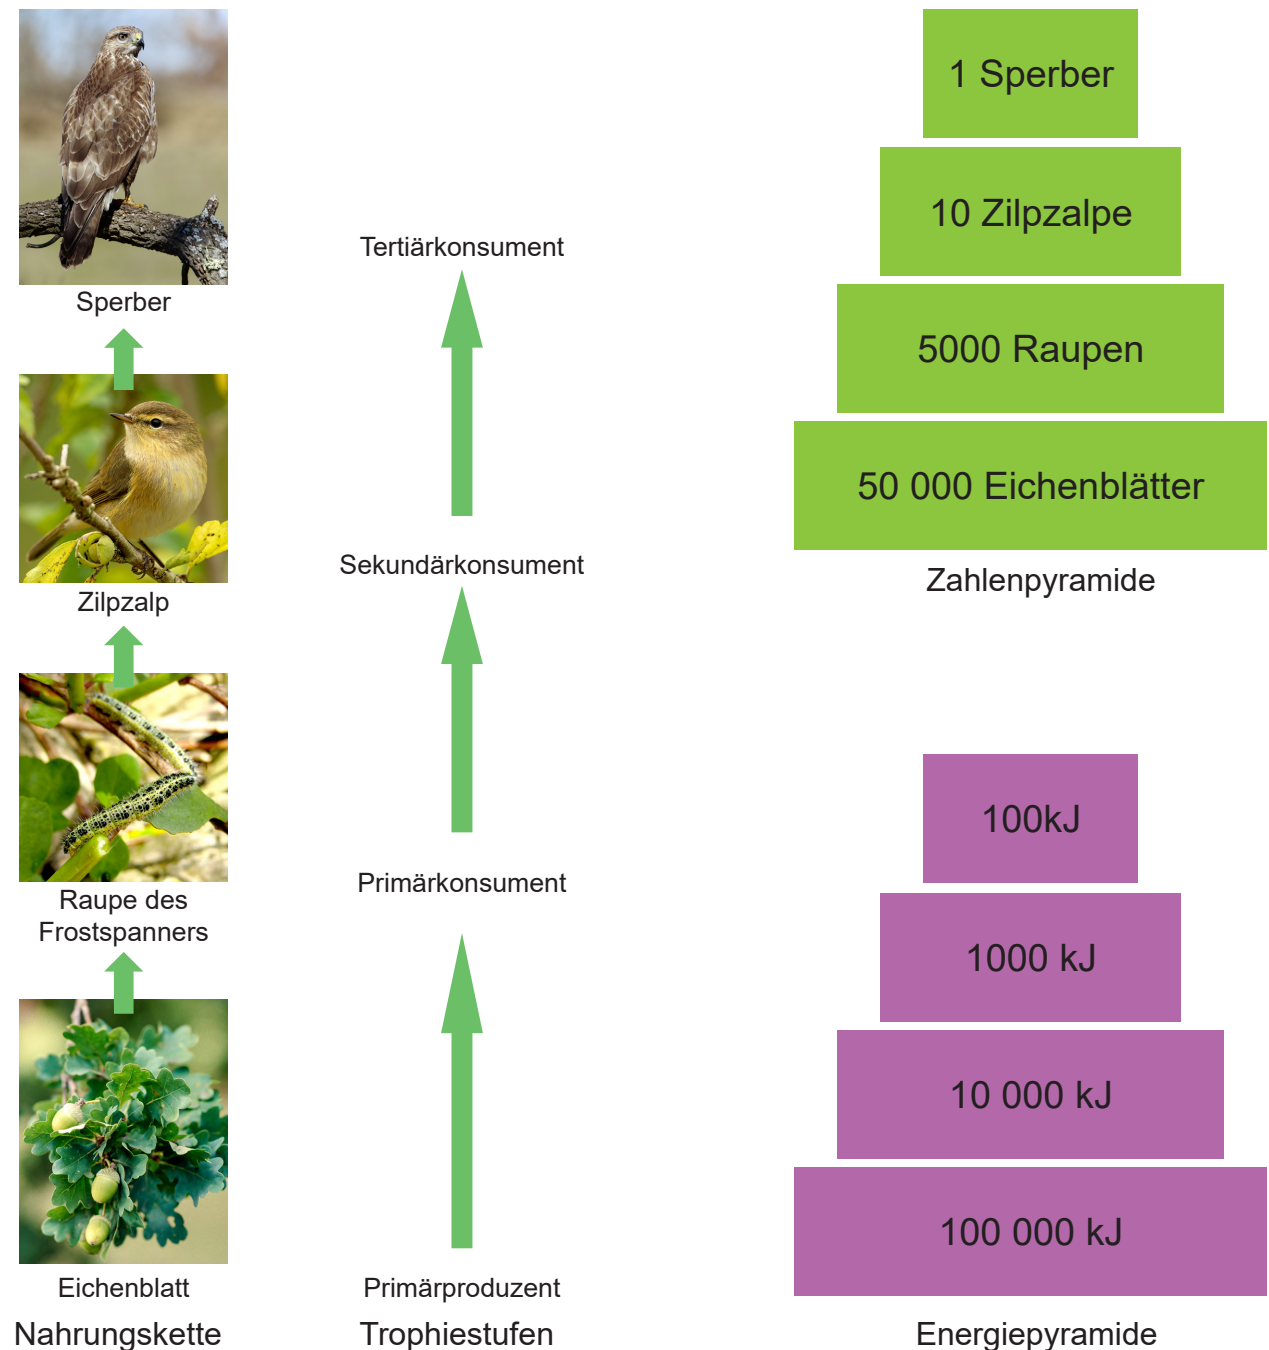 Sperber
Zilpzalp
Raupe des
Frostspanners
Eichenblatt
Nahrungskette
Tertiärkonsument
Sekundärkonsument
Primärkonsument
Primärproduzent
Trophiestufen
1 Sperber
10 Zilpzalpe
5000 Raupen
50 000 Eichenblätter
Zahlenpyramide
100kJ
1000 kJ
10 000 kJ
100 000 kJ
Energiepyramide